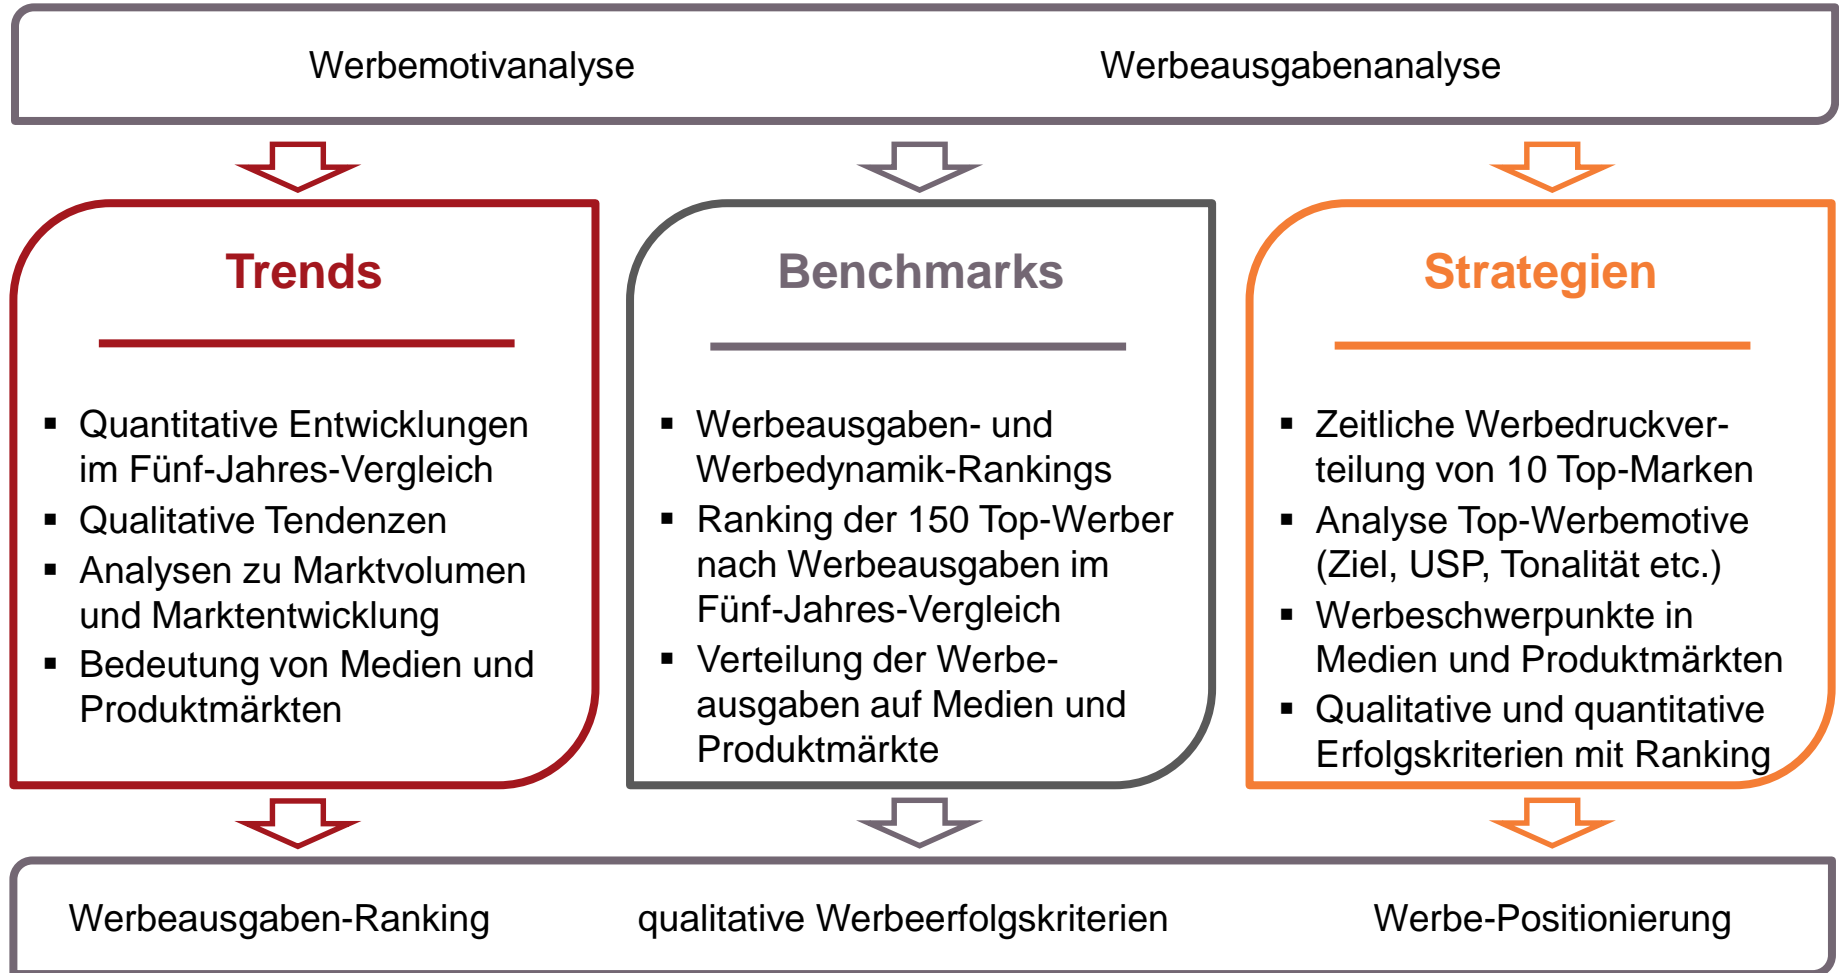 Werbemotivanalyse
Werbeausgabenanalyse
Trends
▪ Quantitative Entwicklungen
im Fünf-Jahres-Vergleich
▪ Qualitative Tendenzen
▪ Analysen zu Marktvolumen
und Marktentwicklung
▪ Bedeutung von Medien und
Produktmärkten
Benchmarks
▪ Werbeausgaben- und
Werbedynamik-Rankings
▪ Ranking der 150 Top-Werber
nach Werbeausgaben im
Fünf-Jahres-Vergleich
▪ Verteilung der Werbe-
ausgaben auf Medien und
Produktmärkte
Strategien
▪ Zeitliche Werbedruckver-
teilung von 10 Top-Marken
▪ Analyse Top-Werbemotive
(Ziel, USP, Tonalität etc.)
▪ Werbeschwerpunkte in
Medien und Produktmärkten
▪ Qualitative und quantitative
Erfolgskriterien mit Ranking
Werbeausgaben-Ranking
qualitative Werbeerfolgskriterien
Werbe-Positionierung